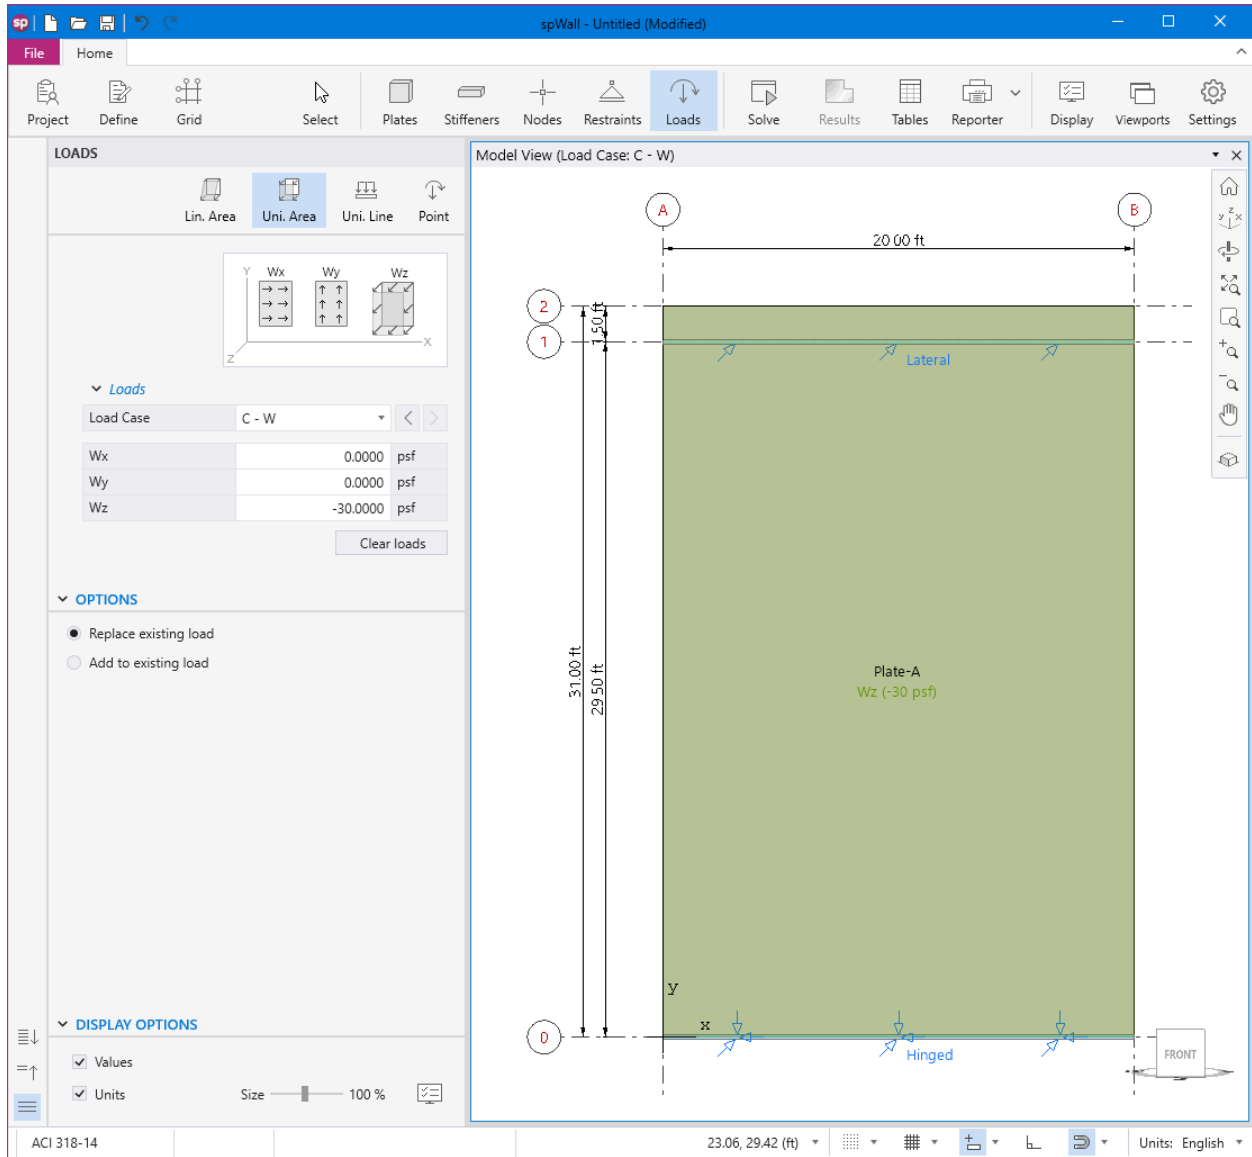 sp
spWall - Untitled (Modified)
File Home
Project Define Grid Select Plates Stiffeners Nodes Restraints Loads Solve Results Tables Reporter Display Viewports Settings
LOADS
Lin. Area Uni. Area Uni. Line Point
Y Wx Wy Wz
X
Z
Loads
Load Case C - W
Wx 0.0000 psf
Wy 0.0000 psf
Wz -30.0000 psf
Clear loads
OPTIONS
Replace existing load
Add to existing load
DISPLAY OPTIONS
Values
Units Size 100 %
Model View (Load Case: C - W)
A B
20.00 ft
2
1.50 ft
1
Lateral
31.00 ft
29.50 ft
Plate-A
Wz (-30 psf)
y
x
0
Hinged
y z x
FRONT
ACI 318-14
23.06, 29.42 (ft)
Units: English